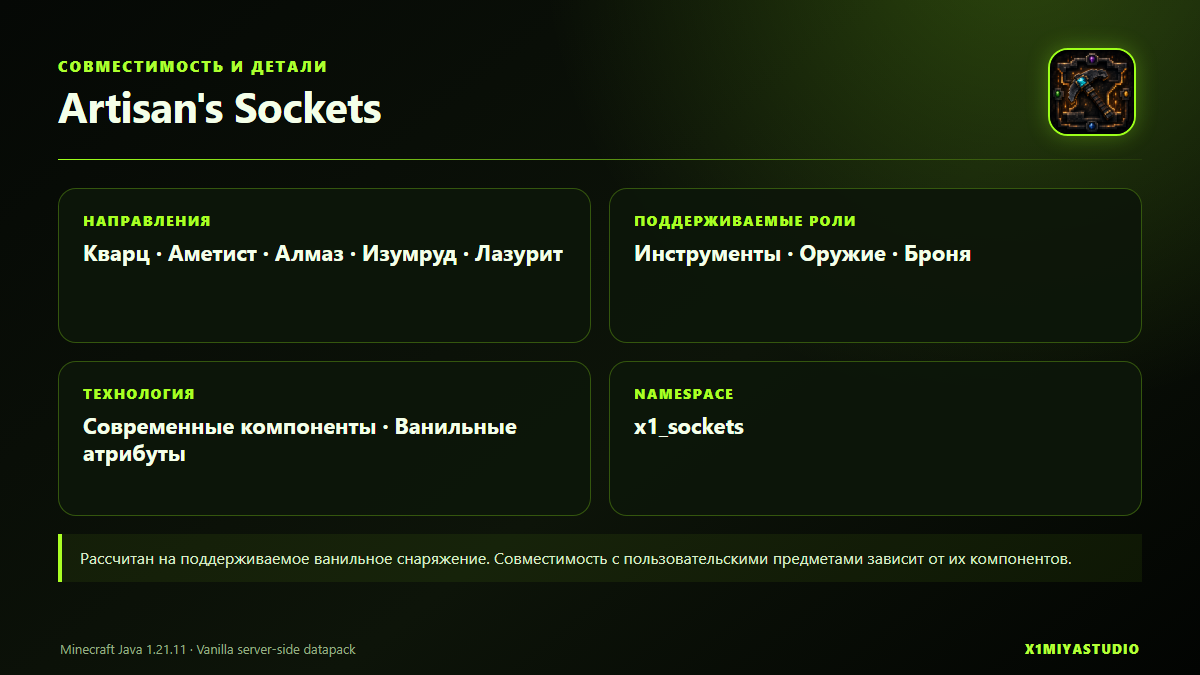 СОВМЕСТИМОСТЬ И ДЕТАЛИ
Artisan's Sockets
НАПРАВЛЕНИЯ
Кварц · Аметист · Алмаз · Изумруд · Лазурит
ПОДДЕРЖИВАЕМЫЕ РОЛИ
Инструменты · Оружие · Броня
ТЕХНОЛОГИЯ
Современные компоненты · Ванильные
атрибуты
NAMESPACE
x1_sockets
Рассчитан на поддерживаемое ванильное снаряжение. Совместимость с пользовательскими предметами зависит от их компонентов.
Minecraft Java 1.21.11 · Vanilla server-side datapack
X1MIYASTUDIO